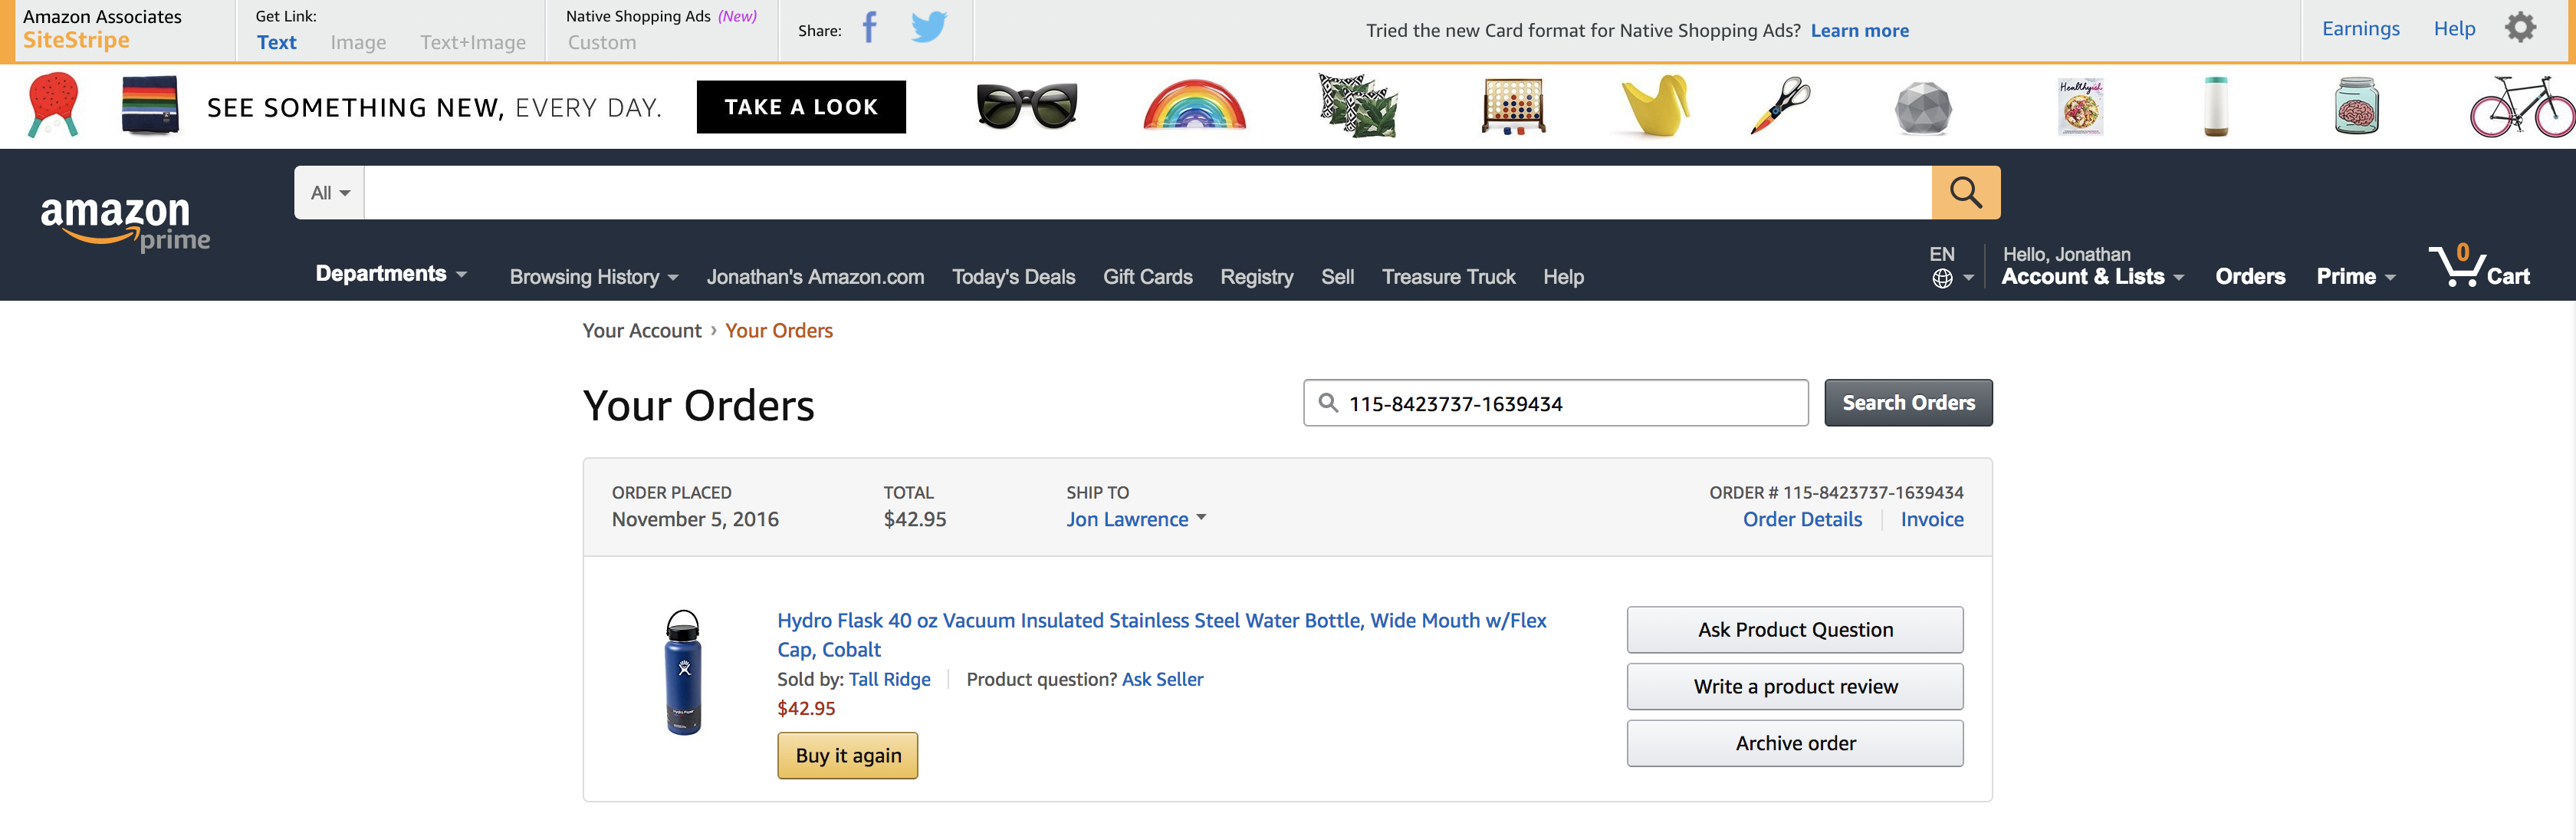 Amazon Associates
SiteStripe
Get Link:
Text Image Text+Image
Native Shopping Ads (New)
Custom
Share:
Tried the new Card format for Native Shopping Ads? Learn more
Earnings Help
SEE SOMETHING NEW, EVERY DAY. TAKE A LOOK
Healthyish
All
amazon
prime
Departments Browsing History Jonathan's Amazon.com Today's Deals Gift Cards Registry Sell Treasure Truck Help
EN
Hello, Jonathan
Account & Lists Orders Prime 0 Cart
Your Account › Your Orders
Your Orders
115-8423737-1639434 Search Orders
ORDER PLACED TOTAL SHIP TO ORDER # 115-8423737-1639434
November 5, 2016 $42.95 Jon Lawrence Order Details Invoice
Hydro Flask 40 oz Vacuum Insulated Stainless Steel Water Bottle, Wide Mouth w/Flex
Cap, Cobalt
Sold by: Tall Ridge Product question? Ask Seller
$42.95
Buy it again
Ask Product Question
Write a product review
Archive order